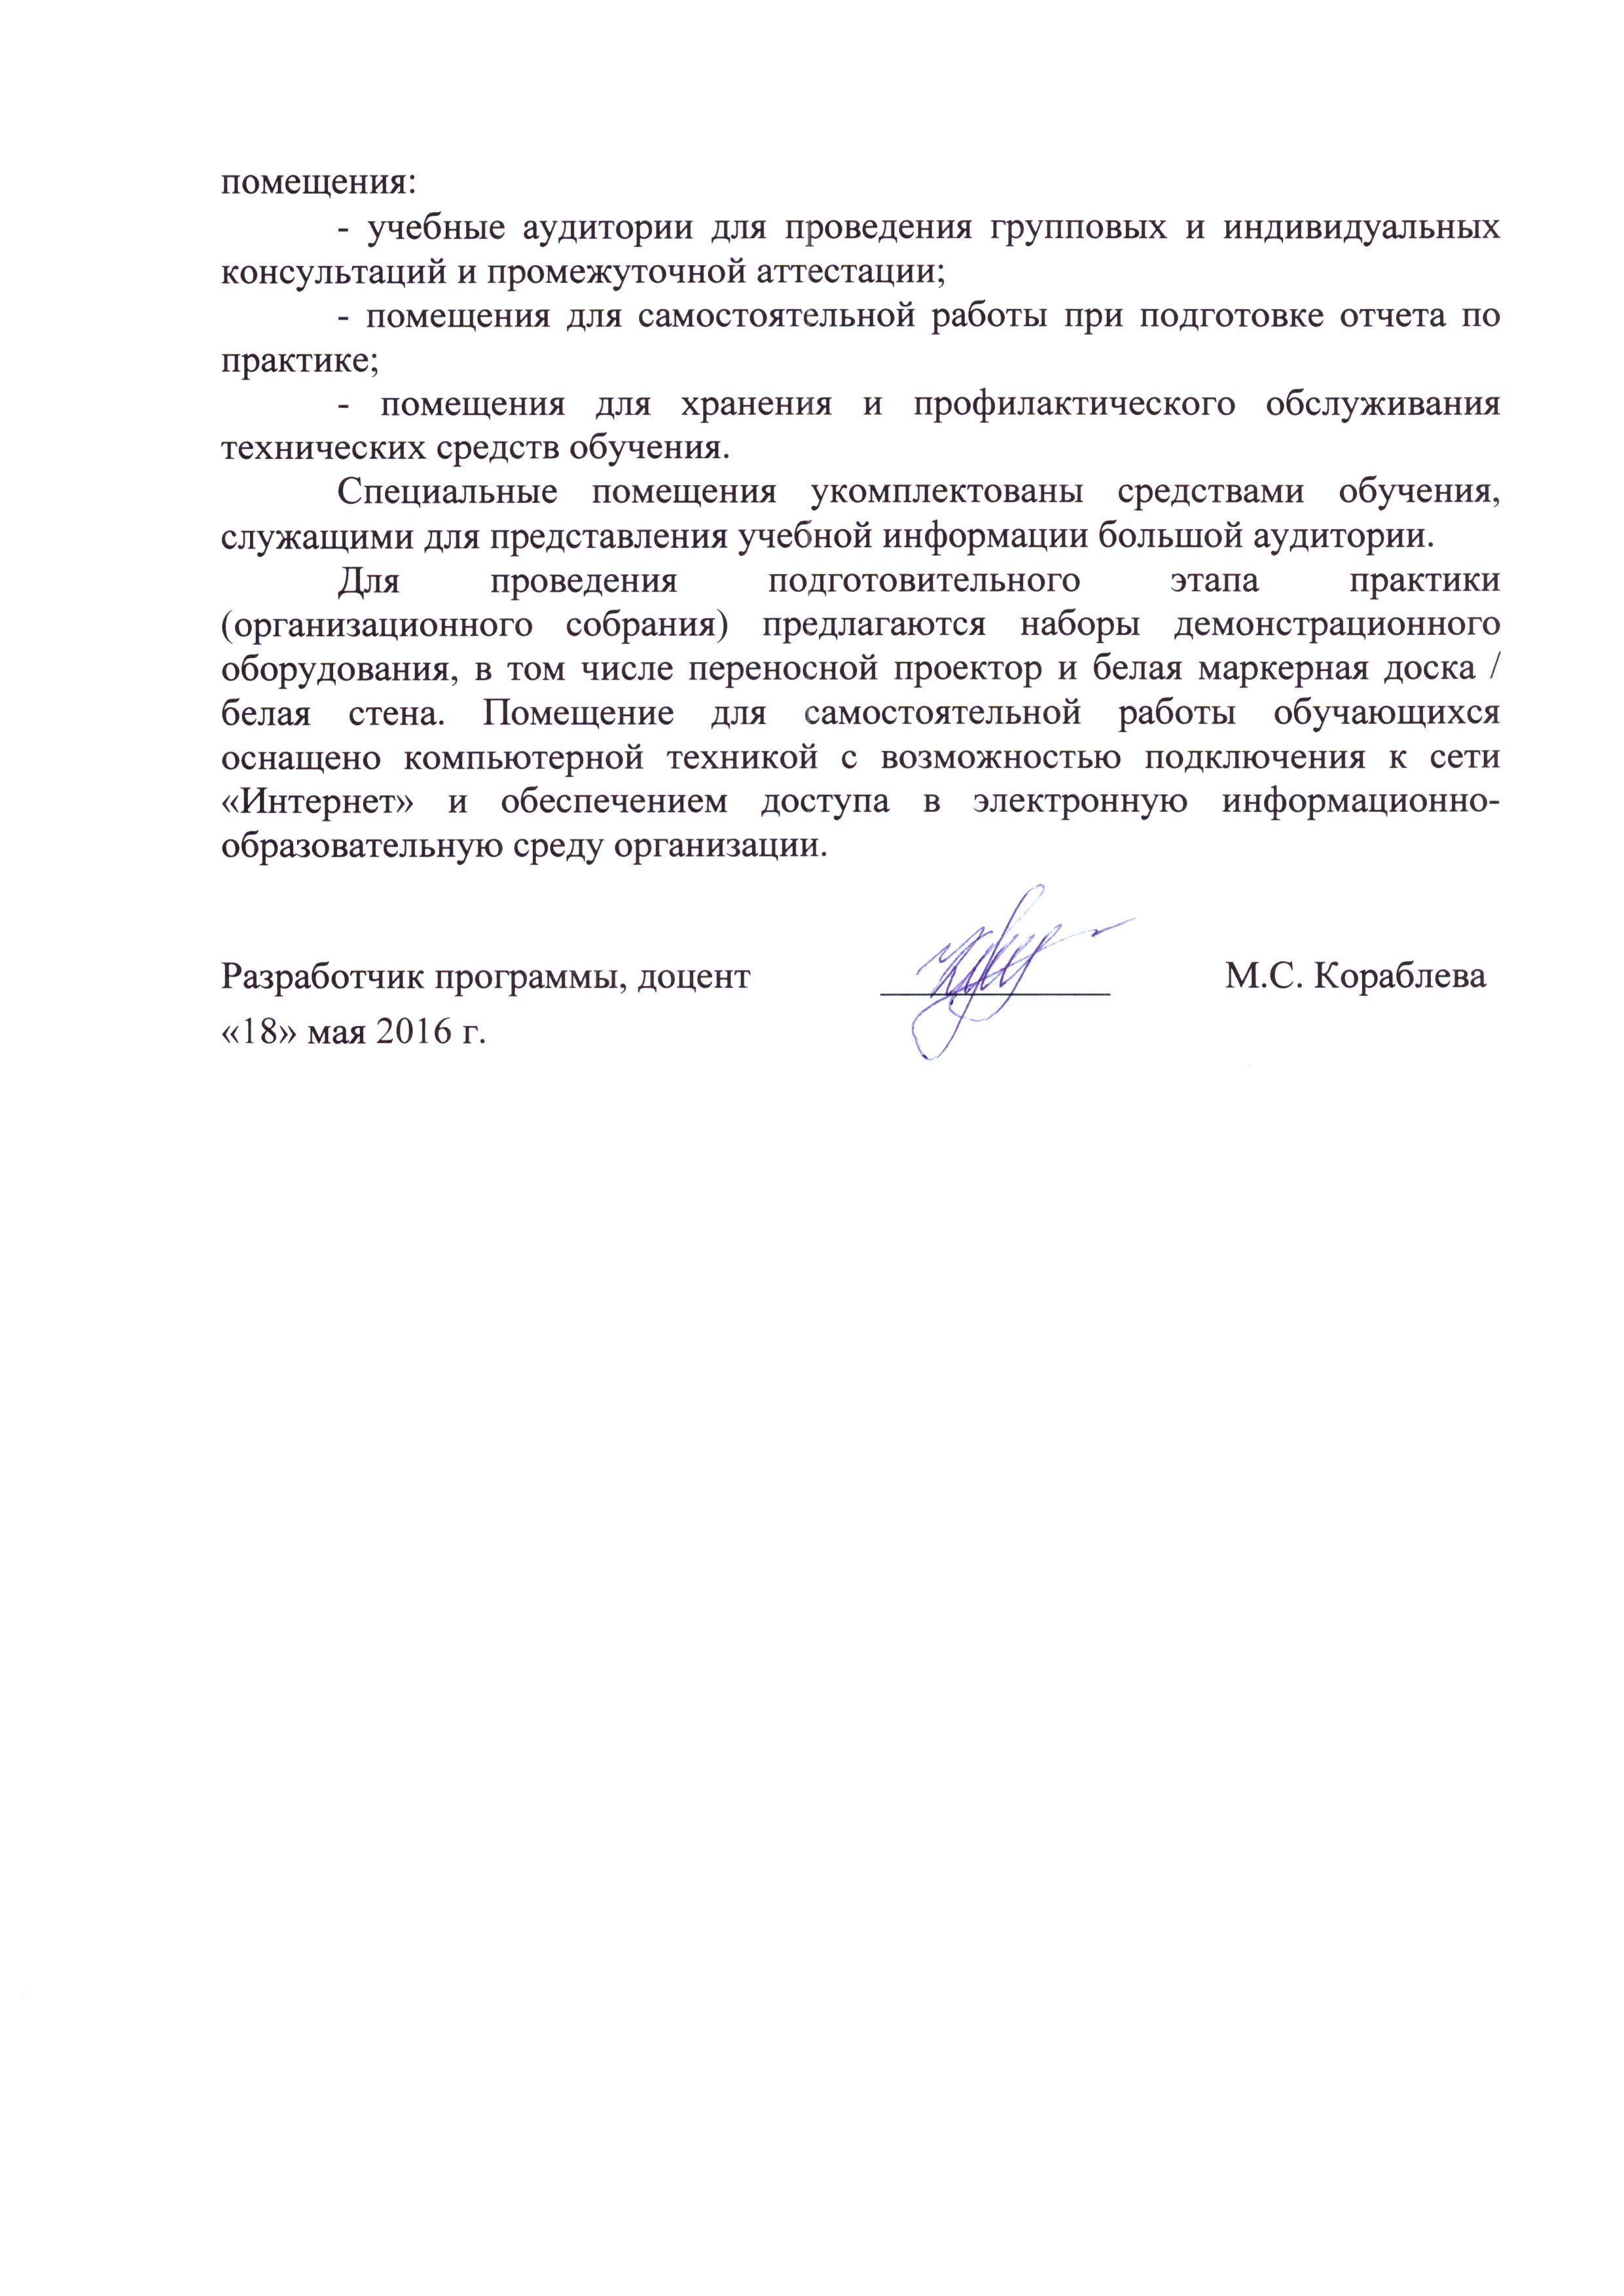 помещения:
- учебные аудитории для проведения групповых и индивидуальных
консультаций и промежуточной аттестации;
- помещения для самостоятельной работы при подготовке отчета по
практике;
- помещения для хранения и профилактического обслуживания
технических средств обучения.
Специальные помещения укомплектованы средствами обучения,
служащими для представления учебной информации большой аудитории.
Для проведения подготовительного этапа практики
(организационного собрания) предлагаются наборы демонстрационного
оборудования, в том числе переносной проектор и белая маркерная доска /
белая стена. Помещение для самостоятельной работы обучающихся
оснащено компьютерной техникой с возможностью подключения к сети
«Интернет» и обеспечением доступа в электронную информационно-
образовательную среду организации.
Разработчик программы, доцент М.С. Кораблева
«18» мая 2016 г.